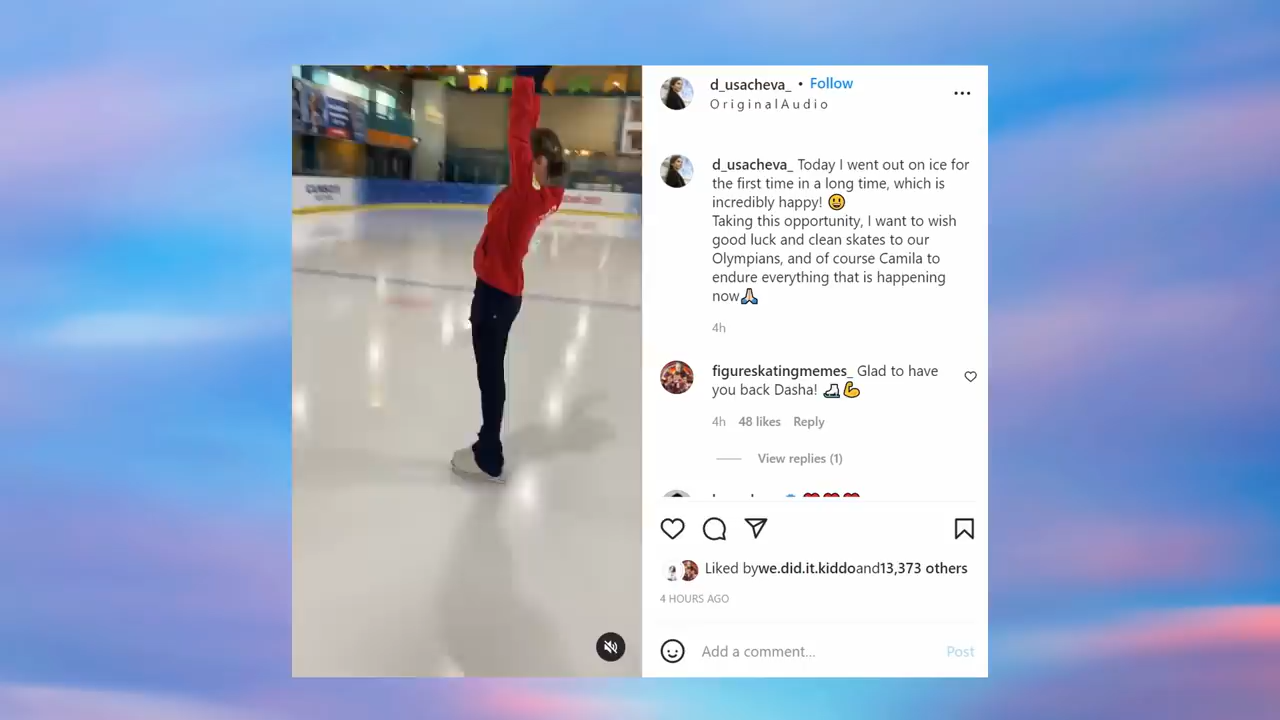 d_usacheva_ • Follow
OriginalAudio
d_usacheva_ Today I went out on ice for
the first time in a long time, which is
incredibly happy! 😃
Taking this opportunity, I want to wish
good luck and clean skates to our
Olympians, and of course Camila to
endure everything that is happening
now🙏🏻
4h
figureskatingmemes_ Glad to have
you back Dasha! ⛸💪
4h 48 likes Reply
View replies (1)
Liked bywe.did.it.kiddoand13,373 others
4 HOURS AGO
Add a comment... Post